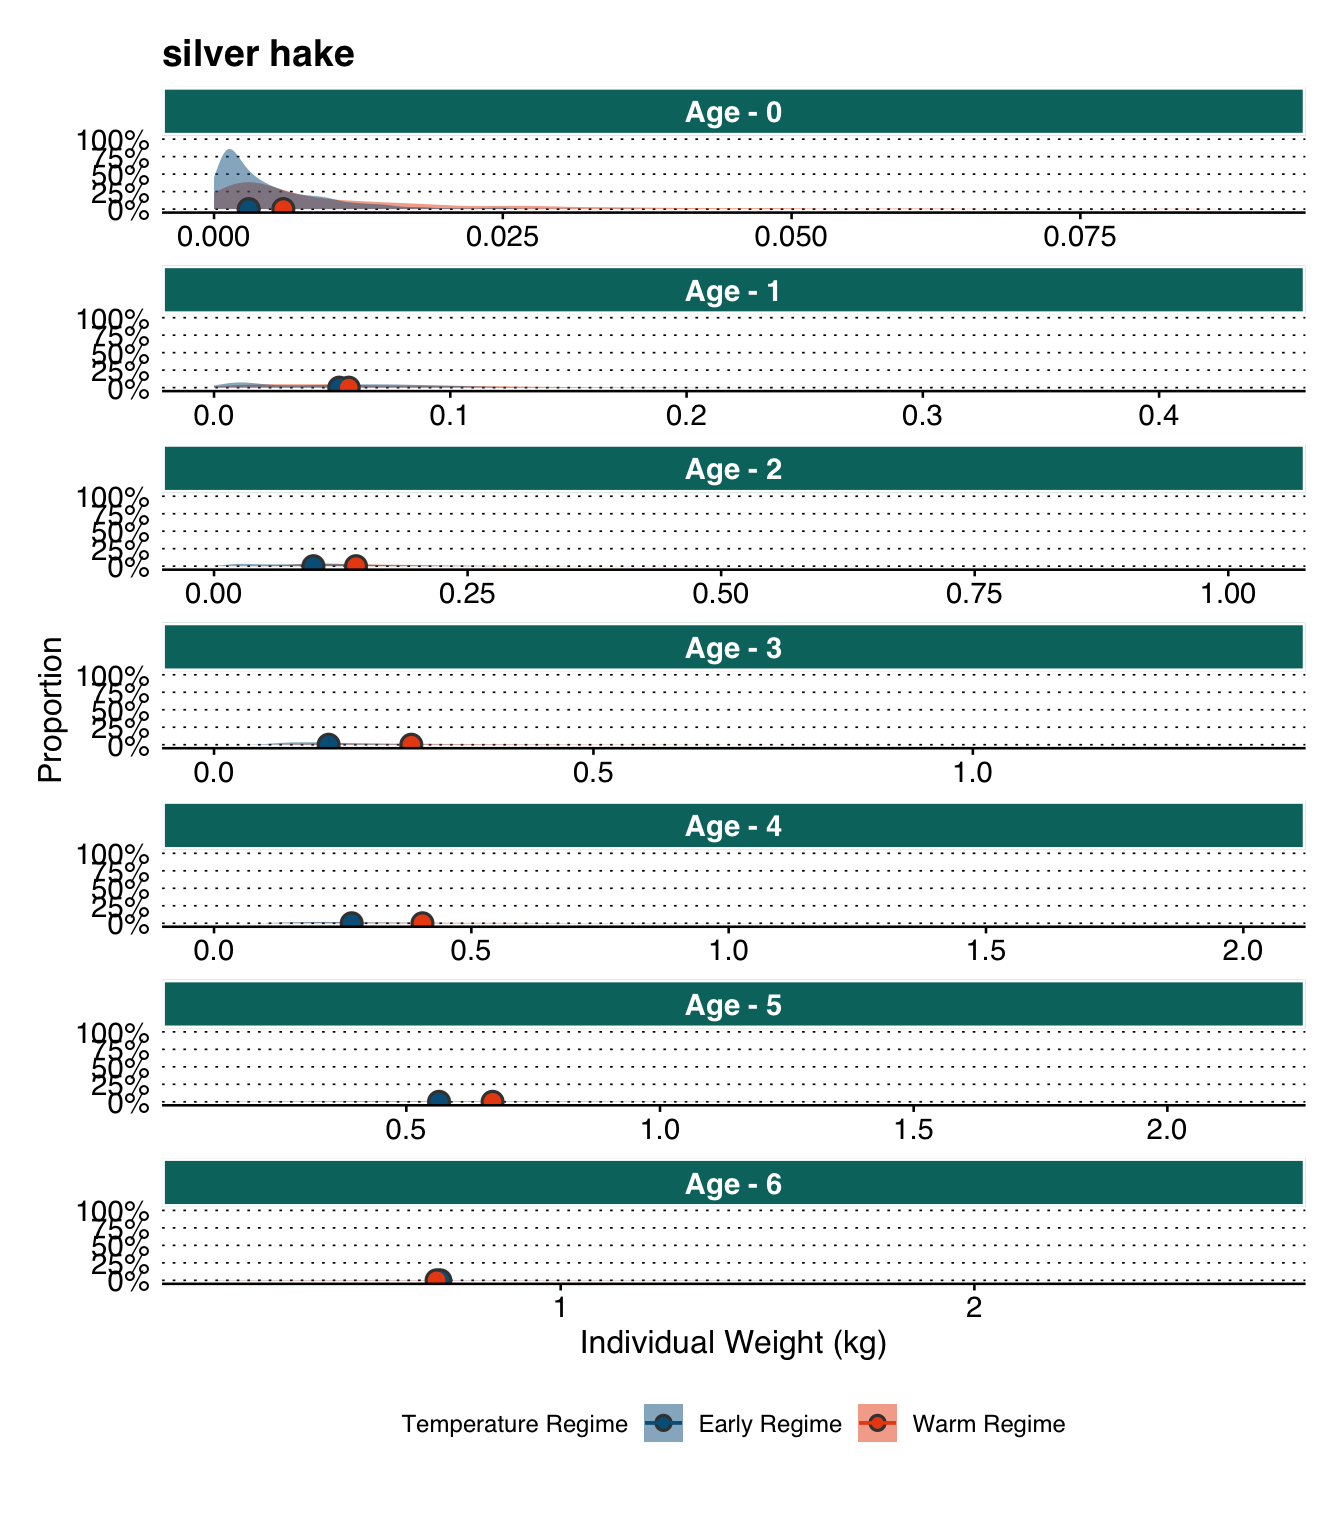 silver hake
Age - 0
100%
75%
50%
25%
0%
0.000 0.025 0.050 0.075
Age - 1
100%
75%
50%
25%
0%
0.0 0.1 0.2 0.3 0.4
Age - 2
100%
75%
50%
25%
0%
0.00 0.25 0.50 0.75 1.00
Proportion
Age - 3
100%
75%
50%
25%
0%
0.0 0.5 1.0
Age - 4
100%
75%
50%
25%
0%
0.0 0.5 1.0 1.5 2.0
Age - 5
100%
75%
50%
25%
0%
0.5 1.0 1.5 2.0
Age - 6
100%
75%
50%
25%
0%
1 2
Individual Weight (kg)
Temperature Regime Early Regime Warm Regime